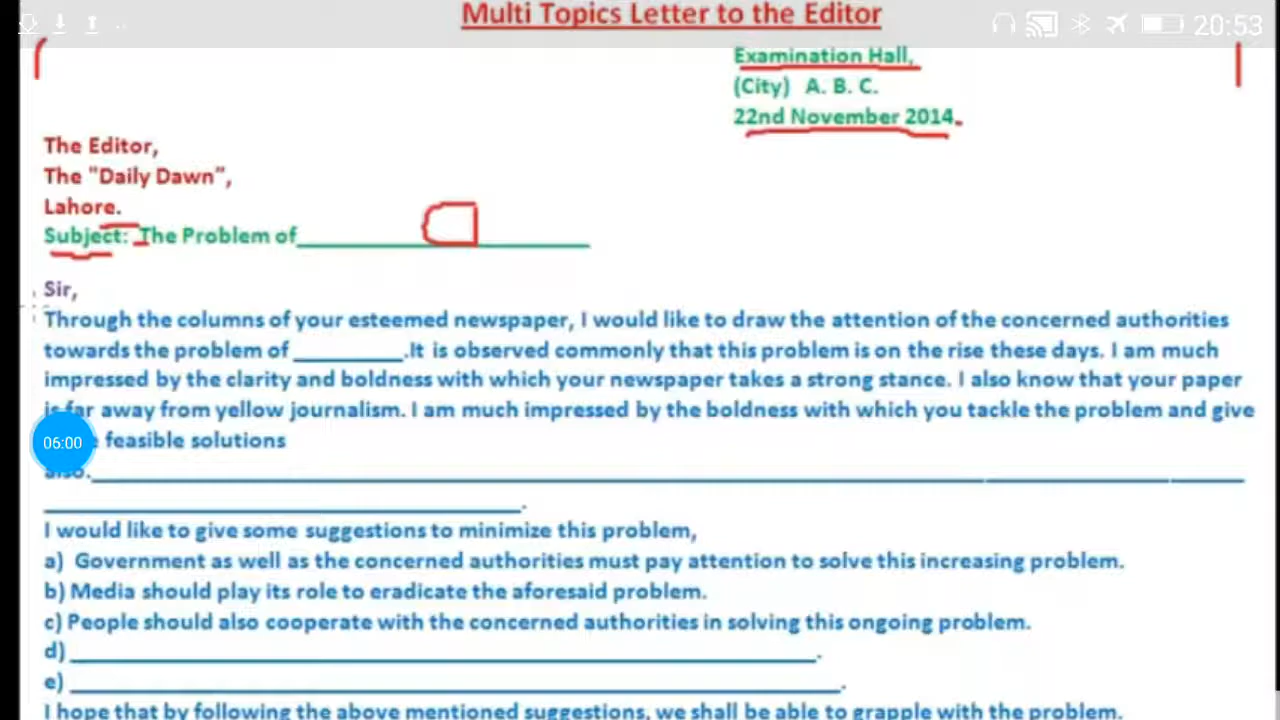 Multi Topics Letter to the Editor
20:53
Examination Hall,
(City) A. B. C.
22nd November 2014.
The Editor,
The "Daily Dawn",
Lahore.
Subject: The Problem of
Sir,
Through the columns of your esteemed newspaper, I would like to draw the attention of the concerned authorities
towards the problem of __________.It is observed commonly that this problem is on the rise these days. I am much
impressed by the clarity and boldness with which your newspaper takes a strong stance. I also know that your paper
is far away from yellow journalism. I am much impressed by the boldness with which you tackle the problem and give
06:00 feasible solutions
also.
I would like to give some suggestions to minimize this problem,
a) Government as well as the concerned authorities must pay attention to solve this increasing problem.
b) Media should play its role to eradicate the aforesaid problem.
c) People should also cooperate with the concerned authorities in solving this ongoing problem.
d)
e)
I hope that by following the above mentioned suggestions, we shall be able to grapple with the problem.